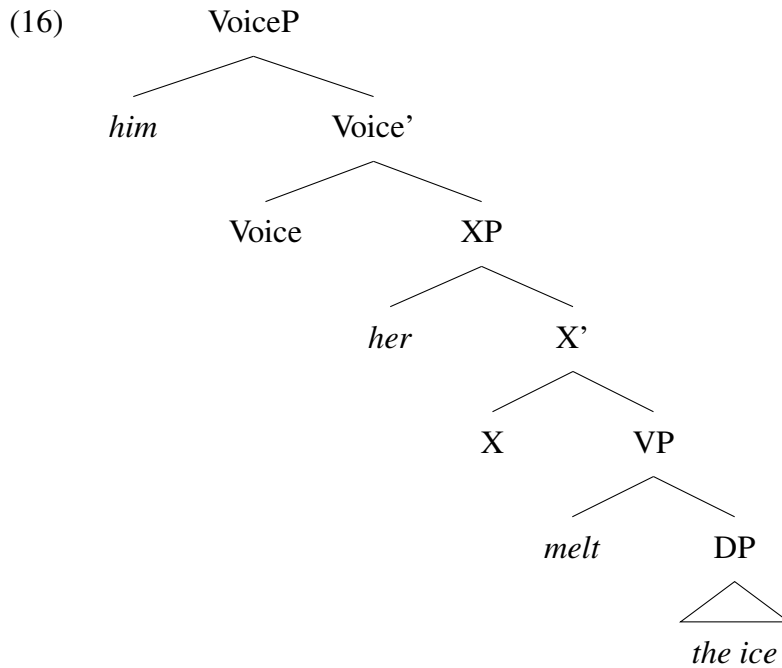 (16) VoiceP
him Voice’
Voice XP
her X’
X VP
melt DP
the ice